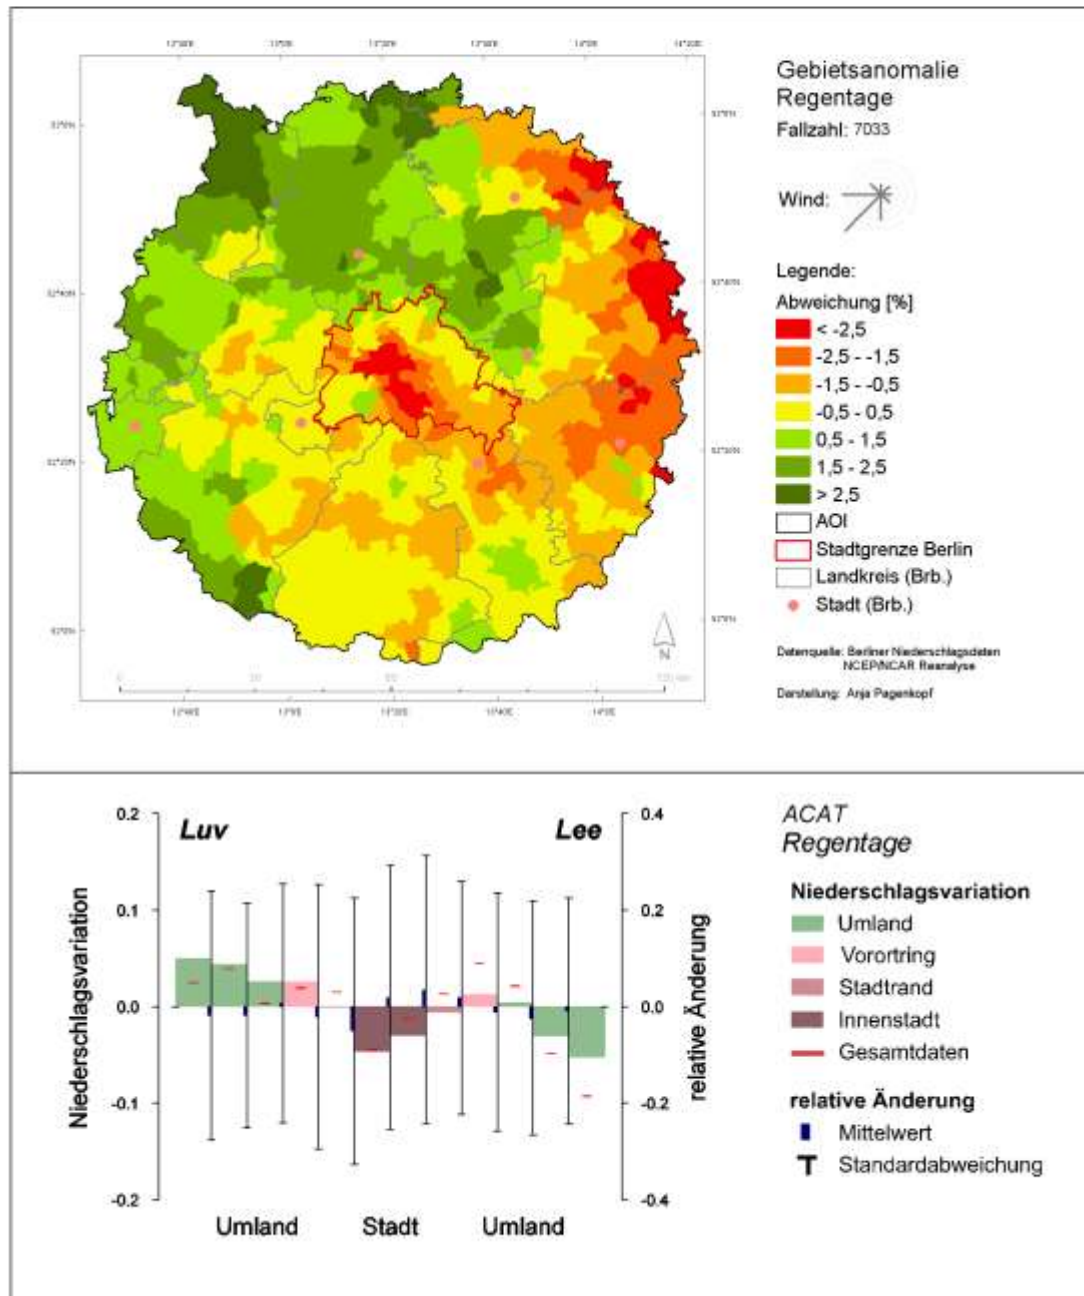 Gebietsanomalie
Regentage
Fallzahl: 7033
Wind:
Legende:
Abweichung [%]
< -2,5
-2,5 - -1,5
-1,5 - -0,5
-0,5 - 0,5
0,5 - 1,5
1,5 - 2,5
> 2,5
AOI
Stadtgrenze Berlin
Landkreis (Brb.)
Stadt (Brb.)
N
Datenquelle: Berliner Niederschlagsdaten
NCEP/NCAR Reanalyse
Darstellung: Anja Pagenkopf
0.2
0.1
0.0
-0.1
-0.2
Niederschlagsvariation
Luv
Lee
0.4
0.2
0.0
-0.2
-0.4
relative Änderung
Umland
Stadt
Umland
ACAT
Regentage
Niederschlagsvariation
Umland
Vorortring
Stadtrand
Innenstadt
Gesamtdaten
relative Änderung
Mittelwert
Standardabweichung